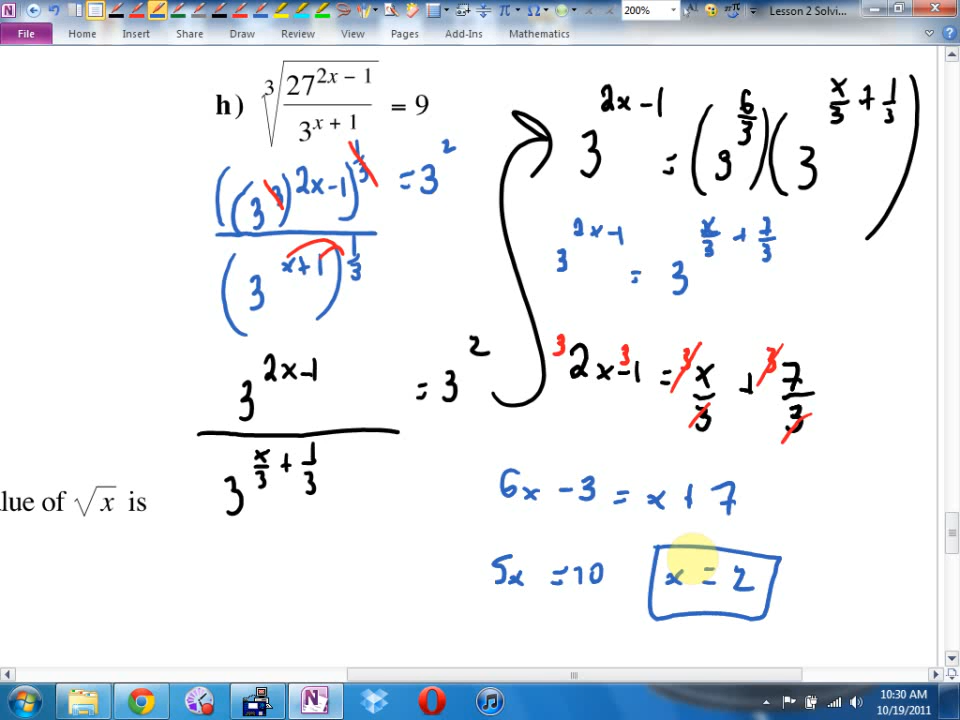 200% Lesson 2 Solvi...
File Home Insert Share Draw Review View Pages Add-Ins Mathematics
h) ∛(27^(2x – 1) / 3^(x + 1)) = 9
((3^3)^(2x-1))^(1/3) = 3^2
(3^(x+1))^(1/3)
3^(2x-1) = 3^2
3^(x/3 + 1/3)
alue of √x is
3^(2x-1) = (3^(6/3))(3^(x/3 + 1/3))
3^(2x-1) = 3^(x/3 + 7/3)
3 2x 3 -1 = 3 x/3 + 3 7/3
6x - 3 = x + 7
5x = 10 x = 2
10:30 AM
10/19/2011